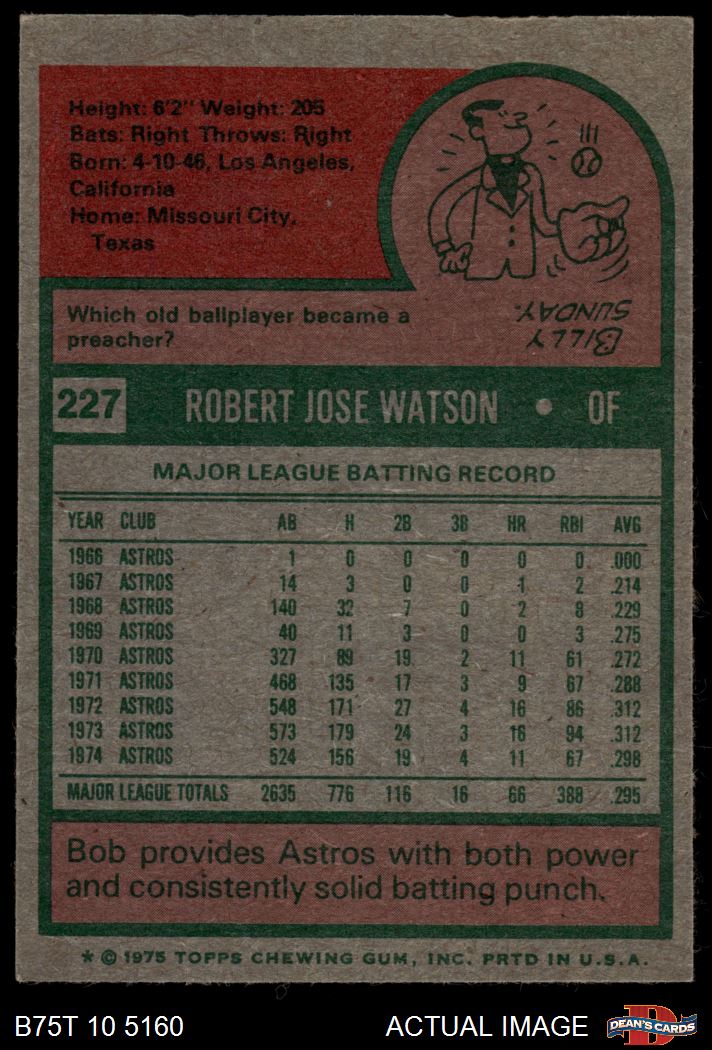 Height: 6'2" Weight: 205
Bats: Right Throws: Right
Born: 4-10-46, Los Angeles,
California
Home: Missouri City,
Texas
Which old ballplayer became a
preacher?
BILLY
SUNDAY.
227 ROBERT JOSE WATSON • OF
MAJOR LEAGUE BATTING RECORD
YEAR CLUB AB H 2B 3B HR RBI AVG
1966 ASTROS 1 0 0 0 0 0 .000
1967 ASTROS 14 3 0 0 1 2 .214
1968 ASTROS 140 32 7 0 2 8 .229
1969 ASTROS 40 11 3 0 0 3 .275
1970 ASTROS 327 89 19 2 11 61 .272
1971 ASTROS 468 135 17 3 9 67 .288
1972 ASTROS 548 171 27 4 16 86 .312
1973 ASTROS 573 179 24 3 16 94 .312
1974 ASTROS 524 156 19 4 11 67 .298
MAJOR LEAGUE TOTALS 2635 776 116 16 66 388 .295
Bob provides Astros with both power
and consistently solid batting punch.
* © 1975 TOPPS CHEWING GUM, INC. PRTD IN U.S.A.
B75T 10 5160 ACTUAL IMAGE
DEAN'S CARDS